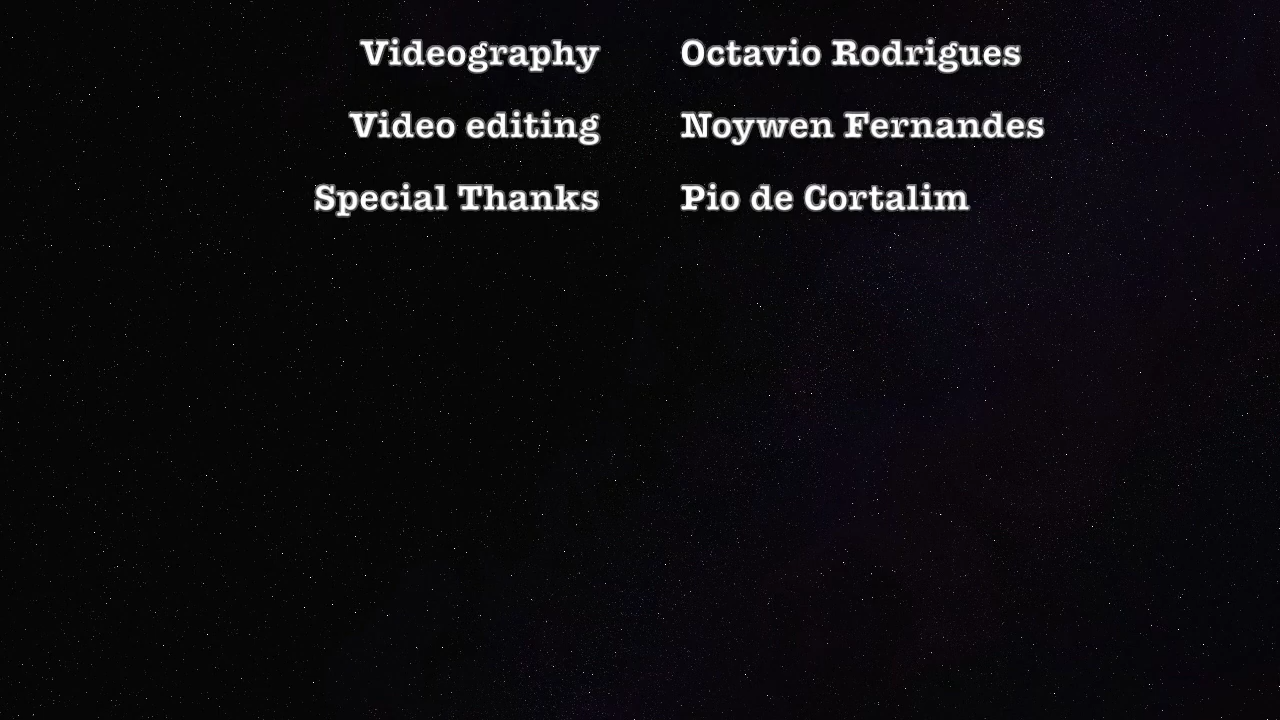 Videography Octavio Rodrigues
Video editing Noywen Fernandes
Special Thanks Pio de Cortalim